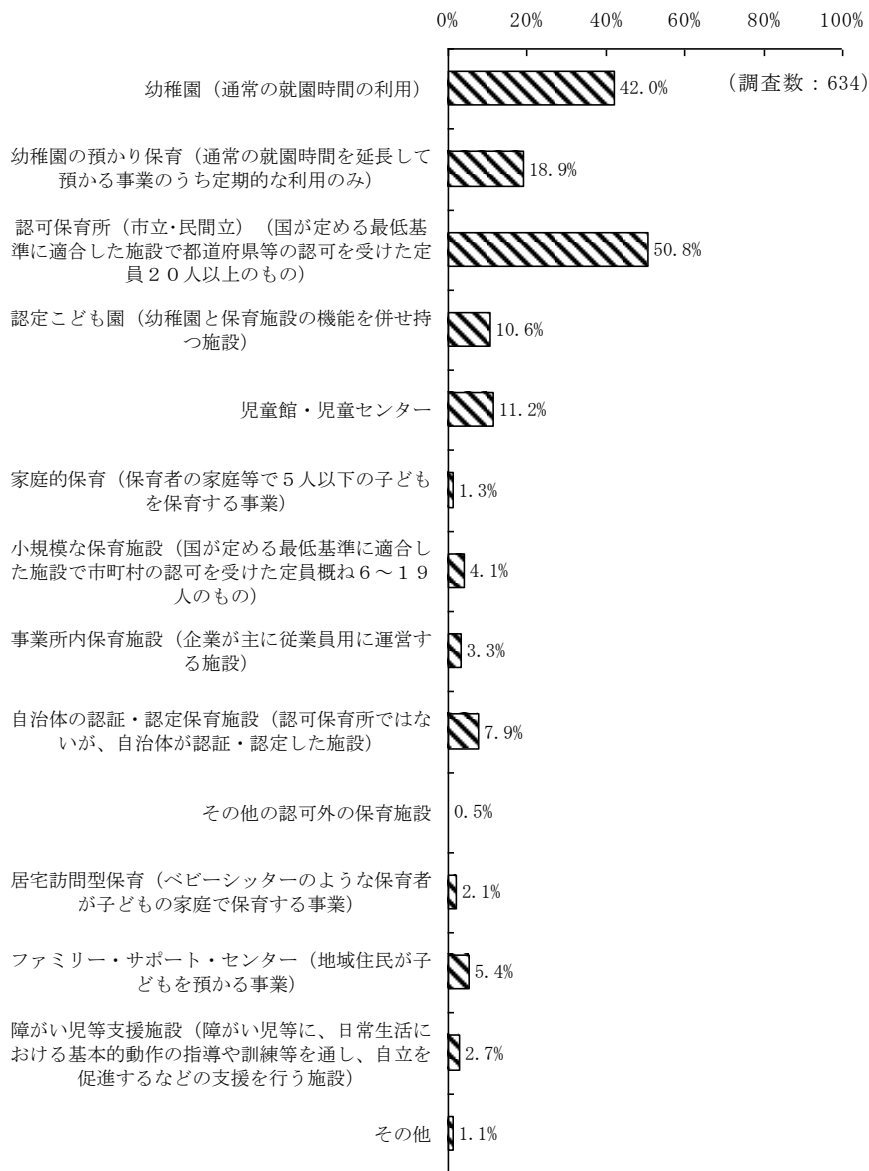 0%　20%　40%　60%　80%　100%
(調査数：634)
幼稚園（通常の就園時間の利用）
42.0%
幼稚園の預かり保育（通常の就園時間を延長して
預かる事業のうち定期的な利用のみ）
18.9%
認可保育所（市立・民間立）（国が定める最低基
準に適合した施設で都道府県等の認可を受けた定
員２０人以上のもの）
50.8%
認定こども園（幼稚園と保育施設の機能を併せ持
つ施設）
10.6%
児童館・児童センター
11.2%
家庭的保育（保育者の家庭等で５人以下の子ども
を保育する事業）
1.3%
小規模な保育施設（国が定める最低基準に適合し
た施設で市町村の認可を受けた定員概ね６～１９
人のもの）
4.1%
事業所内保育施設（企業が主に従業員用に運営す
る施設）
3.3%
自治体の認証・認定保育施設（認可保育所ではな
いが、自治体が認証・認定した施設）
7.9%
その他の認可外の保育施設
0.5%
居宅訪問型保育（ベビーシッターのような保育者
が子どもの家庭で保育する事業）
2.1%
ファミリー・サポート・センター（地域住民が子
どもを預かる事業）
5.4%
障がい児等支援施設（障がい児等に、日常生活に
おける基本的動作の指導や訓練等を通し、自立を
促進するなどの支援を行う施設）
2.7%
その他
1.1%